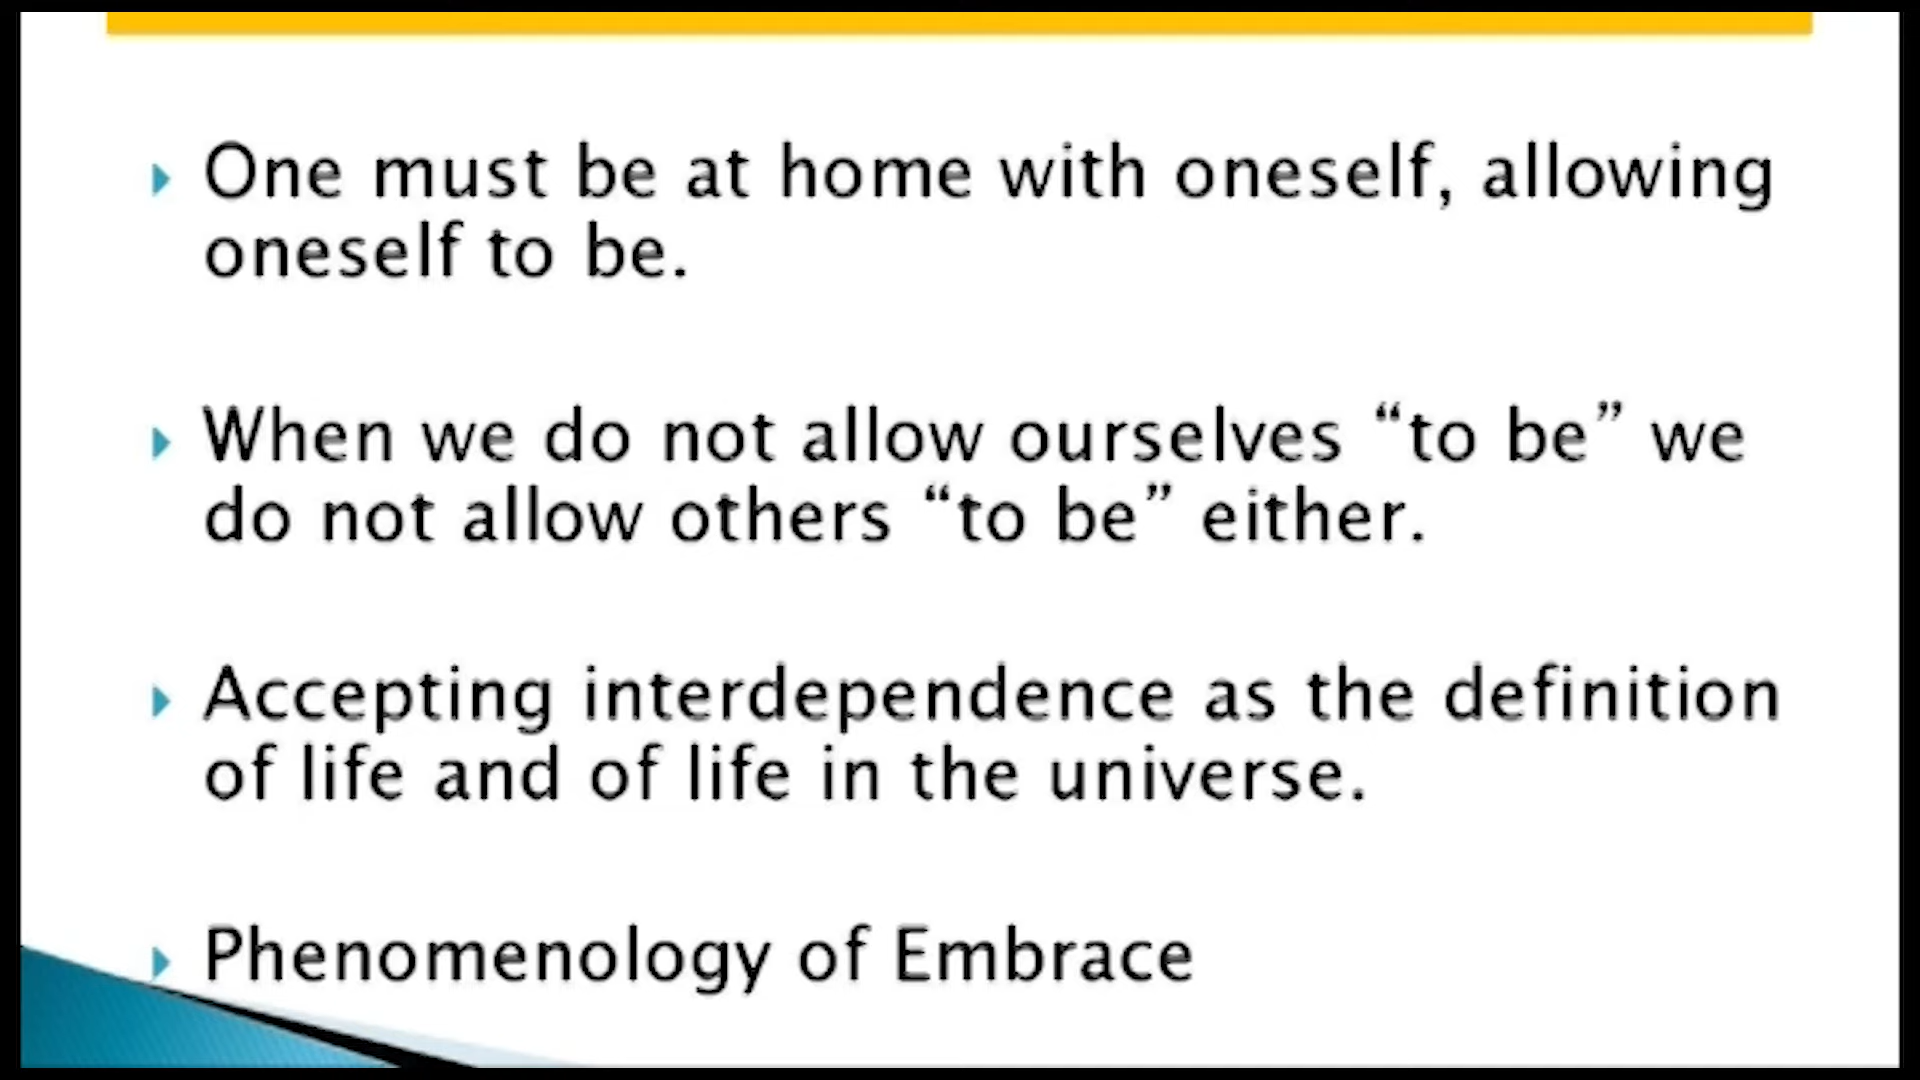 One must be at home with oneself, allowing
oneself to be.
When we do not allow ourselves “to be” we
do not allow others “to be” either.
Accepting interdependence as the definition
of life and of life in the universe.
Phenomenology of Embrace